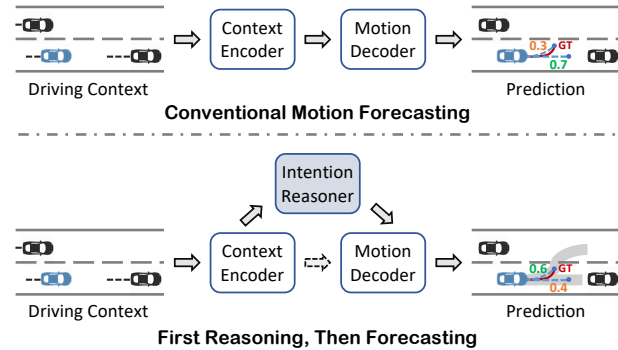 Context
Encoder
Motion
Decoder
0.3
GT
0.7
Driving Context
Prediction
Conventional Motion Forecasting
Intention
Reasoner
Context
Encoder
Motion
Decoder
0.6
GT
0.4
Driving Context
Prediction
First Reasoning, Then Forecasting